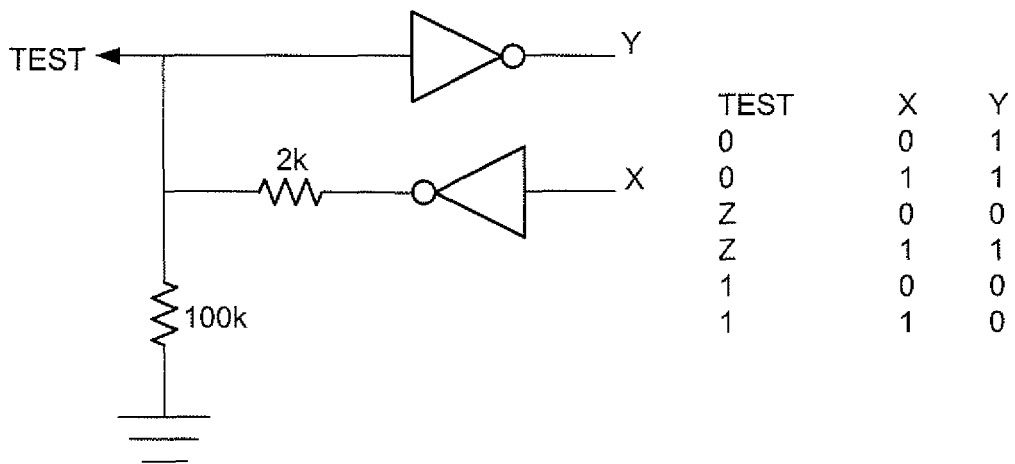 TEST
Y
2k
X
100k
TEST X Y
0 0 1
0 1 1
Z 0 0
Z 1 1
1 0 0
1 1 0